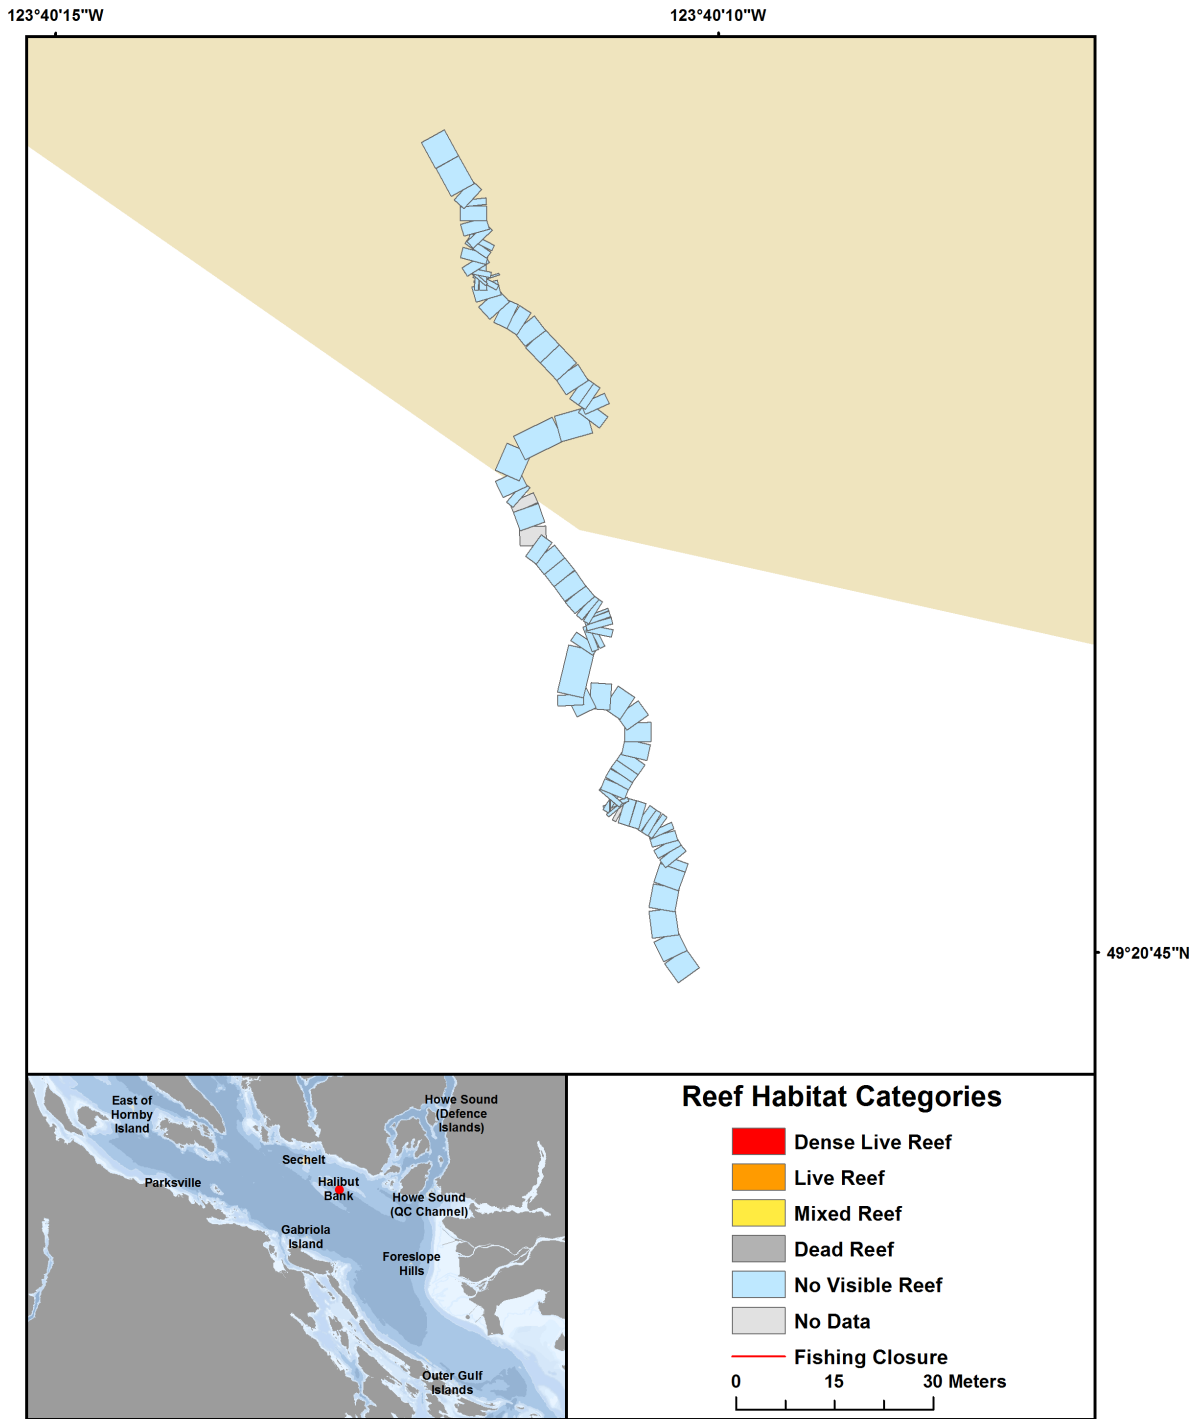 123°40'15"W
123°40'10"W
49°20'45"N
East of
Hornby
Island
Howe Sound
(Defence
Islands)
Sechelt
Parksville
Halibut
Bank
Howe Sound
(QC Channel)
Gabriola
Island
Foreslope
Hills
Outer Gulf
Islands
Reef Habitat Categories
Dense Live Reef
Live Reef
Mixed Reef
Dead Reef
No Visible Reef
No Data
Fishing Closure
0 15 30 Meters